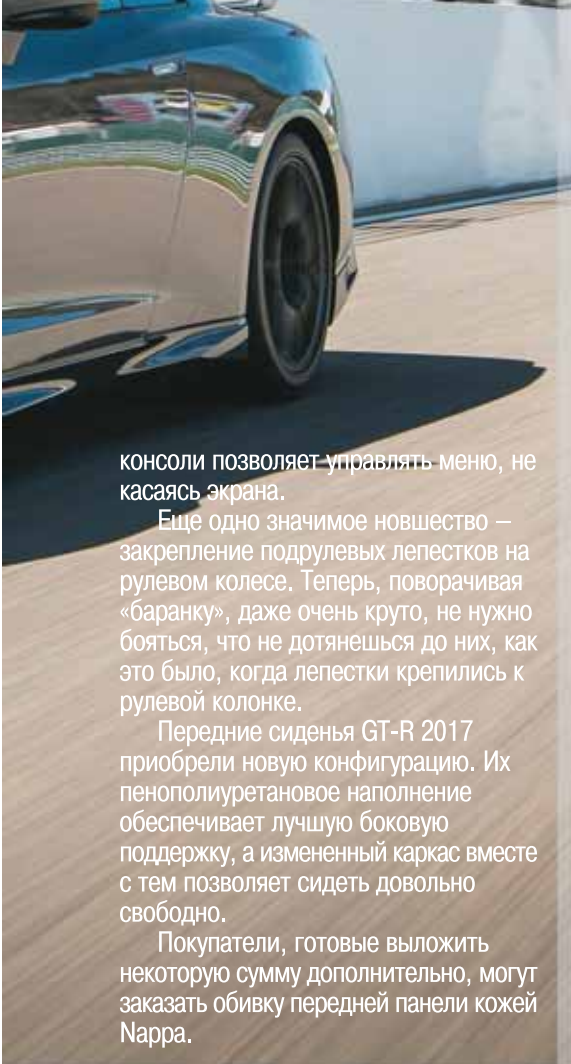 консоли позволяет управлять меню, не
касаясь экрана.
Еще одно значимое новшество –
закрепление подрулевых лепестков на
рулевом колесе. Теперь, поворачивая
«баранку», даже очень круто, не нужно
бояться, что не дотянешься до них, как
это было, когда лепестки крепились к
рулевой колонке.
Передние сиденья GT-R 2017
приобрели новую конфигурацию. Их
пенополиуретановое наполнение
обеспечивает лучшую боковую
поддержку, а измененный каркас вместе
с тем позволяет сидеть довольно
свободно.
Покупатели, готовые выложить
некоторую сумму дополнительно, могут
заказать обивку передней панели кожей
Nappa.